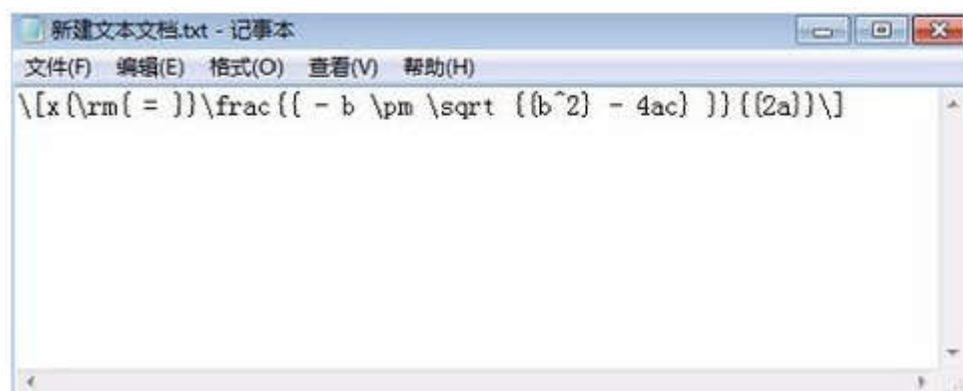 新建文本文档.txt - 记事本
文件(F) 编辑(E) 格式(O) 查看(V) 帮助(H)
\[x{\rm{ = }}\frac{{ - b \pm \sqrt {{b^2} - 4ac} }}{{2a}}\]